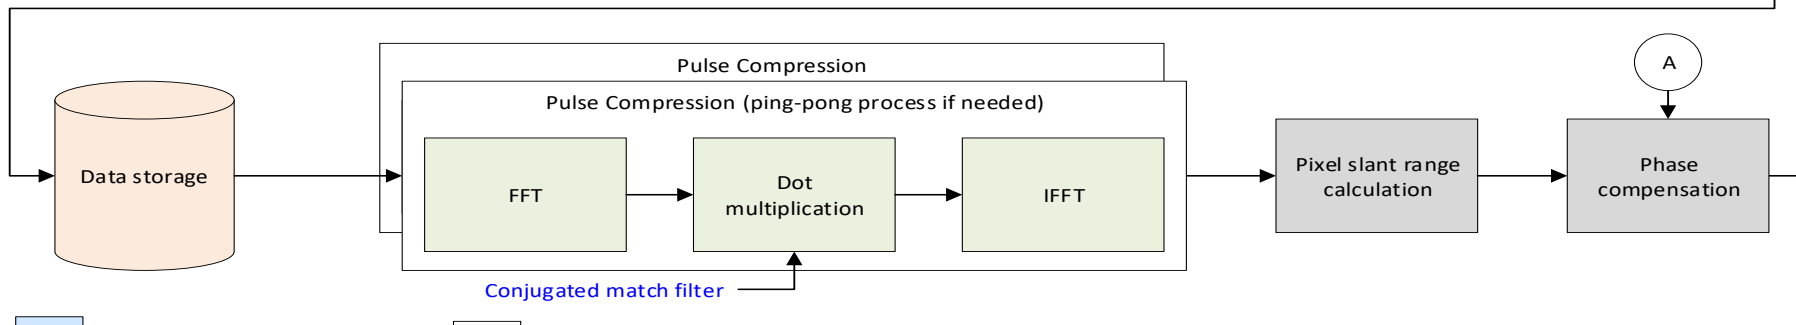 Pulse Compression
A
Pulse Compression (ping-pong process if needed)
Data storage
FFT
Dot
multiplication
IFFT
Pixel slant range
calculation
Phase
compensation
Conjugated match filter